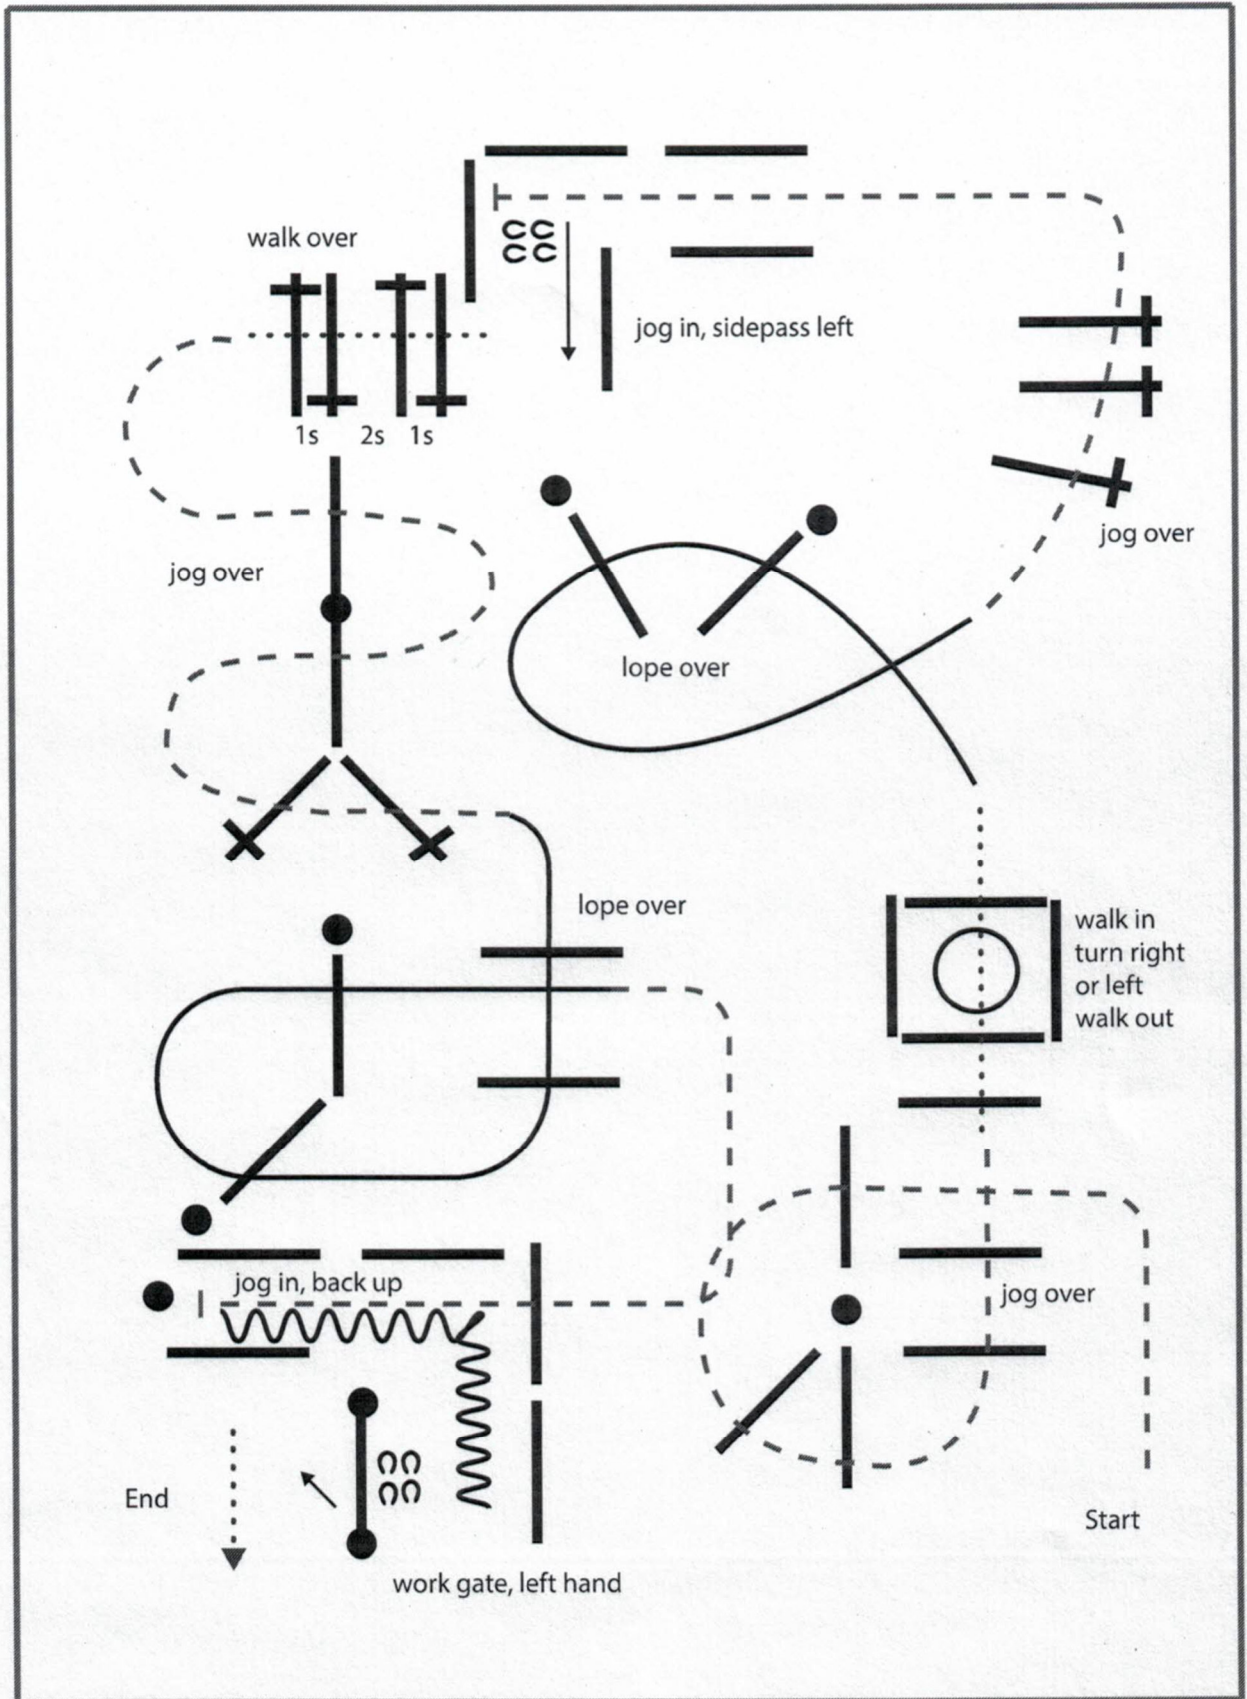 walk over
jog in, sidepass left
1s 2s 1s
jog over
jog over
lope over
lope over
walk in
turn right
or left
walk out
jog in, back up
jog over
End
Start
work gate, left hand